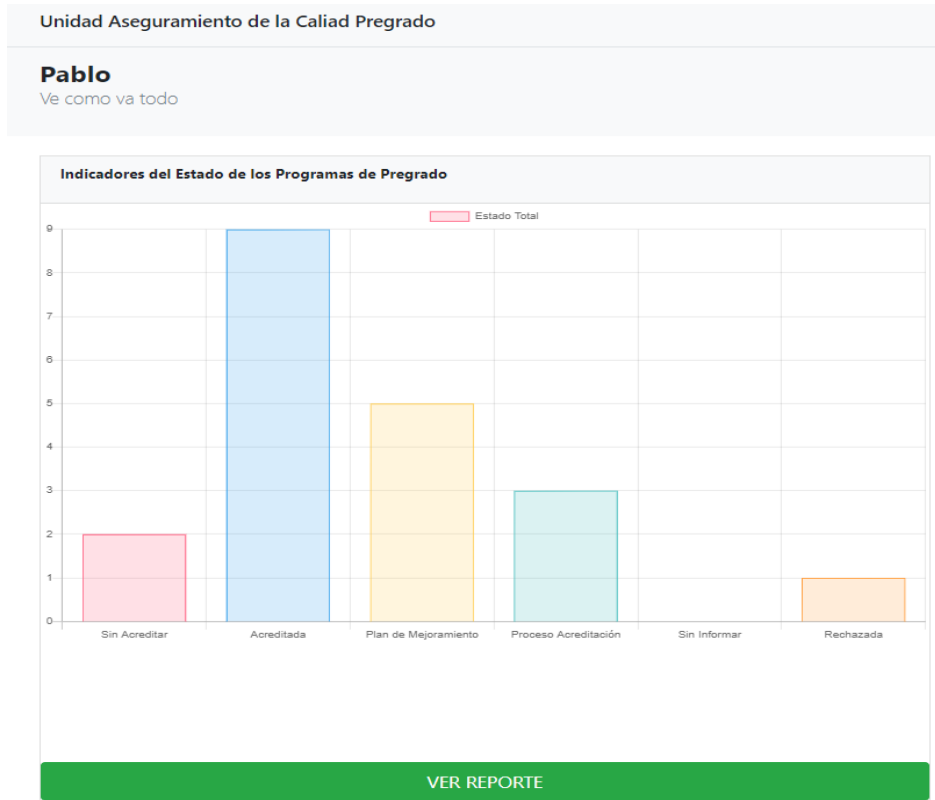 Unidad Aseguramiento de la Caliad Pregrado
Pablo
Ve como va todo
Indicadores del Estado de los Programas de Pregrado
Estado Total
9
8
7
6
5
4
3
2
1
0
Sin Acreditar Acreditada Plan de Mejoramiento Proceso Acreditación Sin Informar Rechazada
VER REPORTE